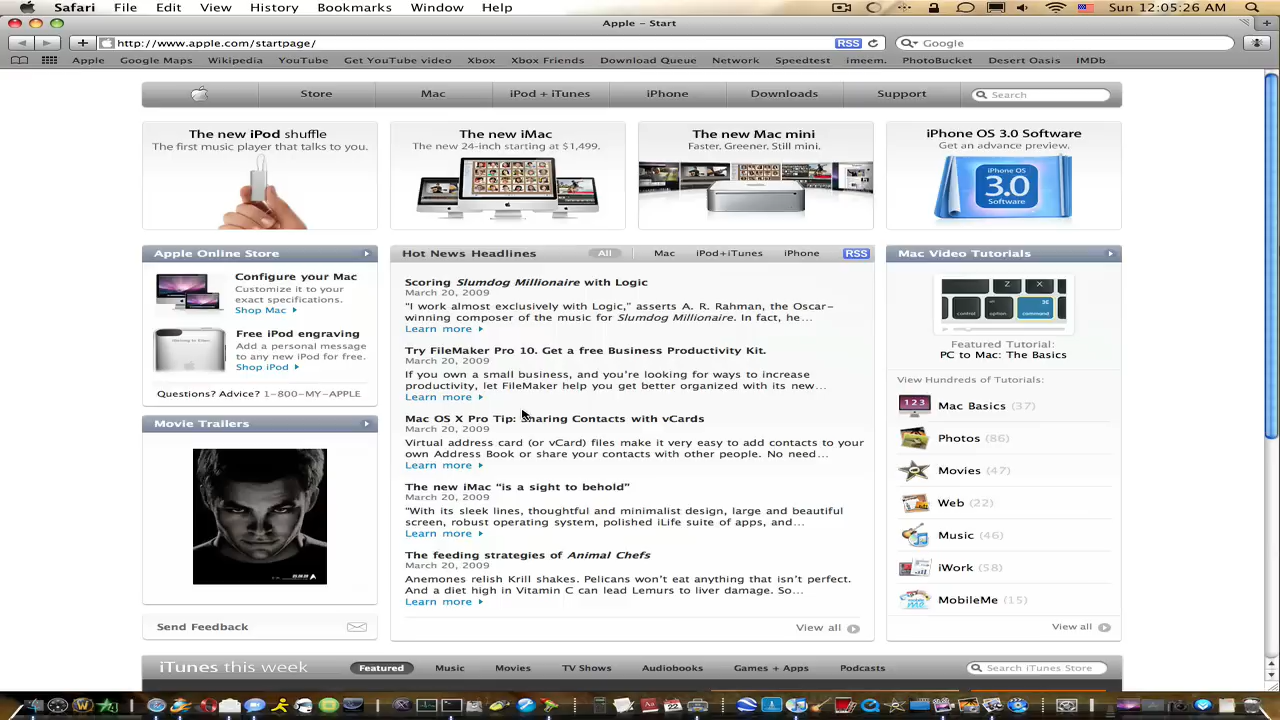 Safari File Edit View History Bookmarks Window Help Sun 12:05:26 AM
Apple – Start
http://www.apple.com/startpage/ RSS Google
Apple Google Maps Wikipedia YouTube Get YouTube video Xbox Xbox Friends Download Queue Network Speedtest imeem. PhotoBucket Desert Oasis IMDb
Store Mac iPod + iTunes iPhone Downloads Support Search
The new iPod shuffle
The first music player that talks to you.
The new iMac
The new 24-inch starting at $1,499.
The new Mac mini
Faster. Greener. Still mini.
iPhone OS 3.0 Software
Get an advance preview.
iPhone OS
3.0
Software
Apple Online Store
Configure your Mac
Customize it to your
exact specifications.
Shop Mac
Free iPod engraving
Add a personal message
to any new iPod for free.
Shop iPod
Questions? Advice? 1-800-MY-APPLE
Movie Trailers
Send Feedback
Hot News Headlines All Mac iPod+iTunes iPhone RSS
Scoring Slumdog Millionaire with Logic
March 20, 2009
“I work almost exclusively with Logic,” asserts A. R. Rahman, the Oscar–
winning composer of the music for Slumdog Millionaire. In fact, he...
Learn more
Try FileMaker Pro 10. Get a free Business Productivity Kit.
March 20, 2009
If you own a small business, and you’re looking for ways to increase
productivity, let FileMaker help you get better organized with its new...
Learn more
Mac OS X Pro Tip: Sharing Contacts with vCards
March 20, 2009
Virtual address card (or vCard) files make it very easy to add contacts to your
own Address Book or share your contacts with other people. No need...
Learn more
The new iMac “is a sight to behold”
March 20, 2009
“With its sleek lines, thoughtful and minimalist design, large and beautiful
screen, robust operating system, polished iLife suite of apps, and...
Learn more
The feeding strategies of Animal Chefs
March 20, 2009
Anemones relish Krill shakes. Pelicans won’t eat anything that isn’t perfect.
And a diet high in Vitamin C can lead Lemurs to liver damage. So...
Learn more
View all
Mac Video Tutorials
Z X
control option command
Featured Tutorial:
PC to Mac: The Basics
View Hundreds of Tutorials:
123 Mac Basics (37)
Photos (86)
Movies (47)
Web (22)
Music (46)
iWork (58)
MobileMe (15)
View all
iTunes this week Featured Music Movies TV Shows Audiobooks Games + Apps Podcasts Search iTunes Store